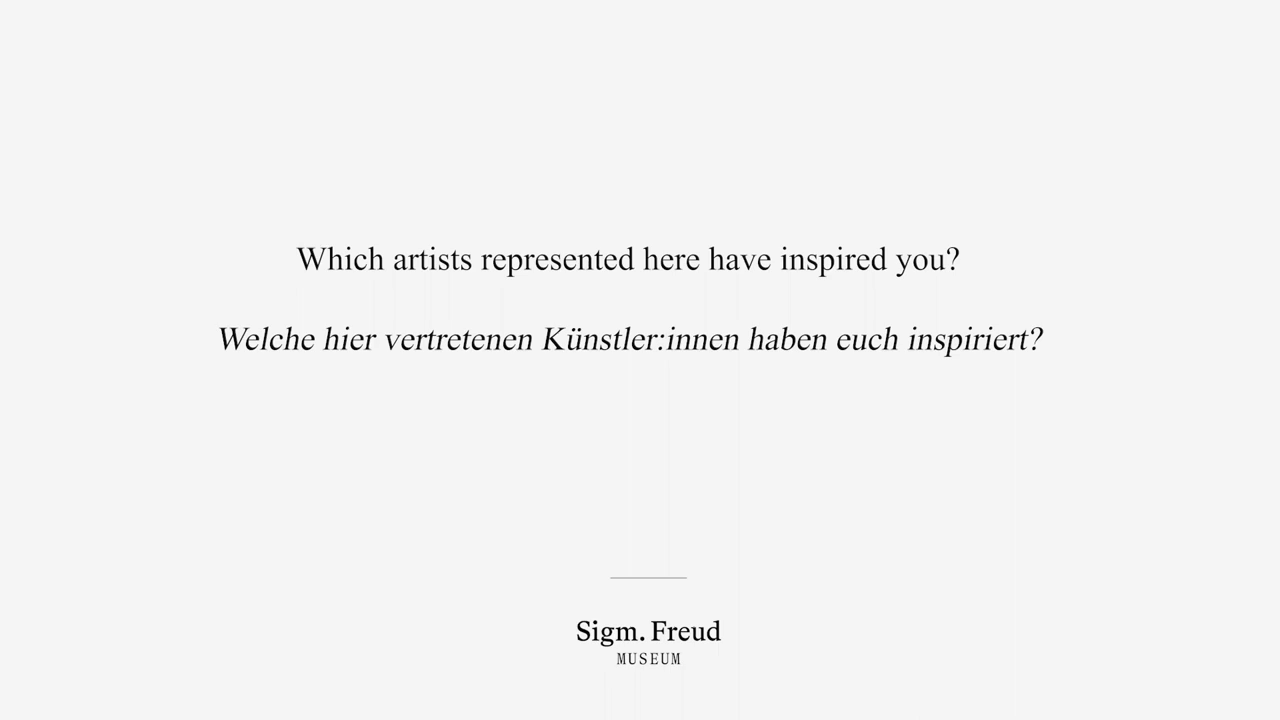 Which artists represented here have inspired you?
Welche hier vertretenen Künstler:innen haben euch inspiriert?
Sigm. Freud
MUSEUM